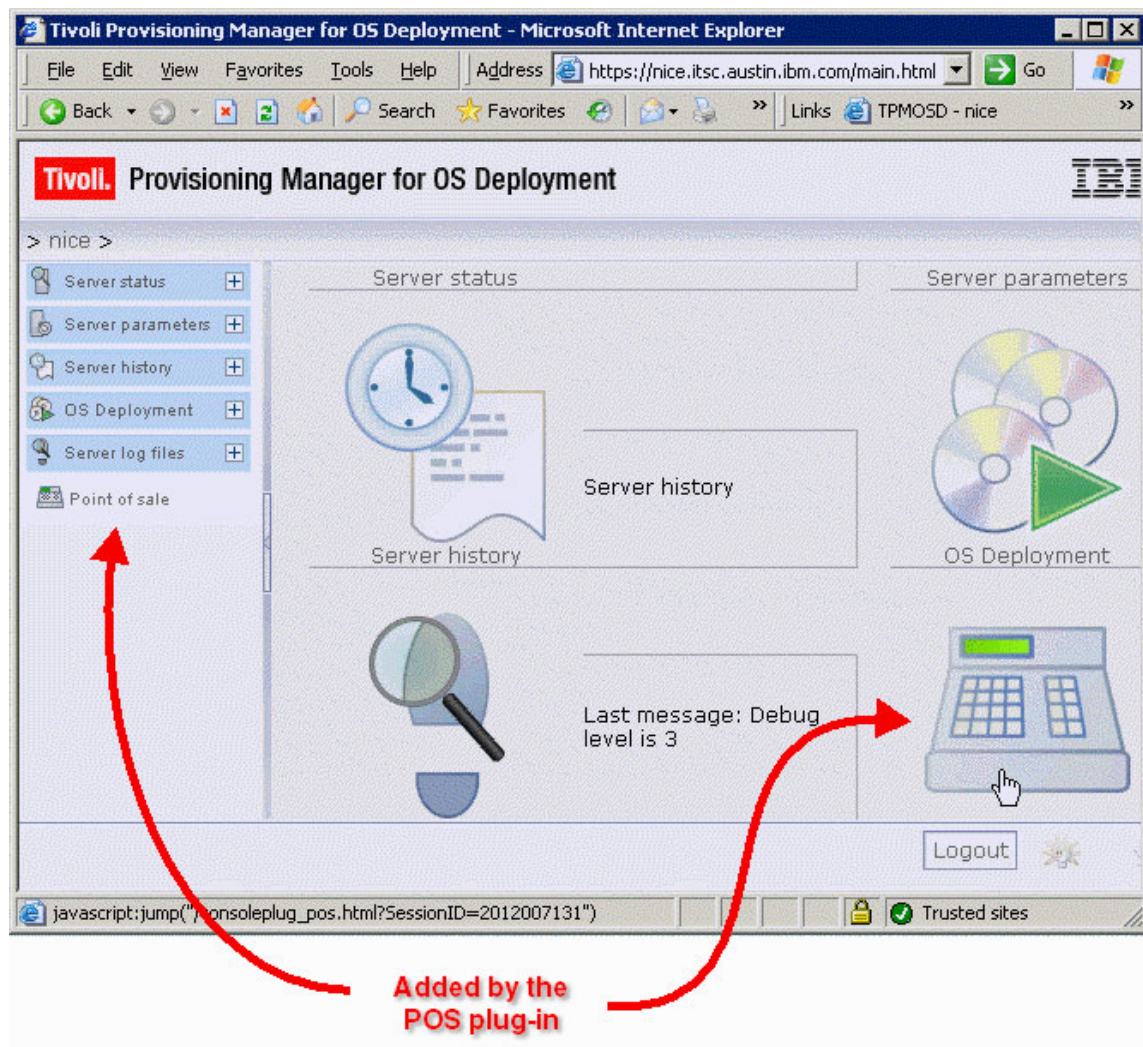 Tivoli Provisioning Manager for OS Deployment - Microsoft Internet Explorer
File Edit View Favorites Tools Help Address https://nice.itsc.austin.ibm.com/main.html Go
Back Search Favorites » Links TPMOSD - nice »
Tivoli. Provisioning Manager for OS Deployment
IBM
> nice >
Server status
Server parameters
Server history
OS Deployment
Server log files
Point of sale
Server status
Server parameters
Server history
Server history
OS Deployment
Last message: Debug
level is 3
Logout
javascript:jump("/consoleplug_pos.html?SessionID=2012007131") Trusted sites
Added by the
POS plug-in